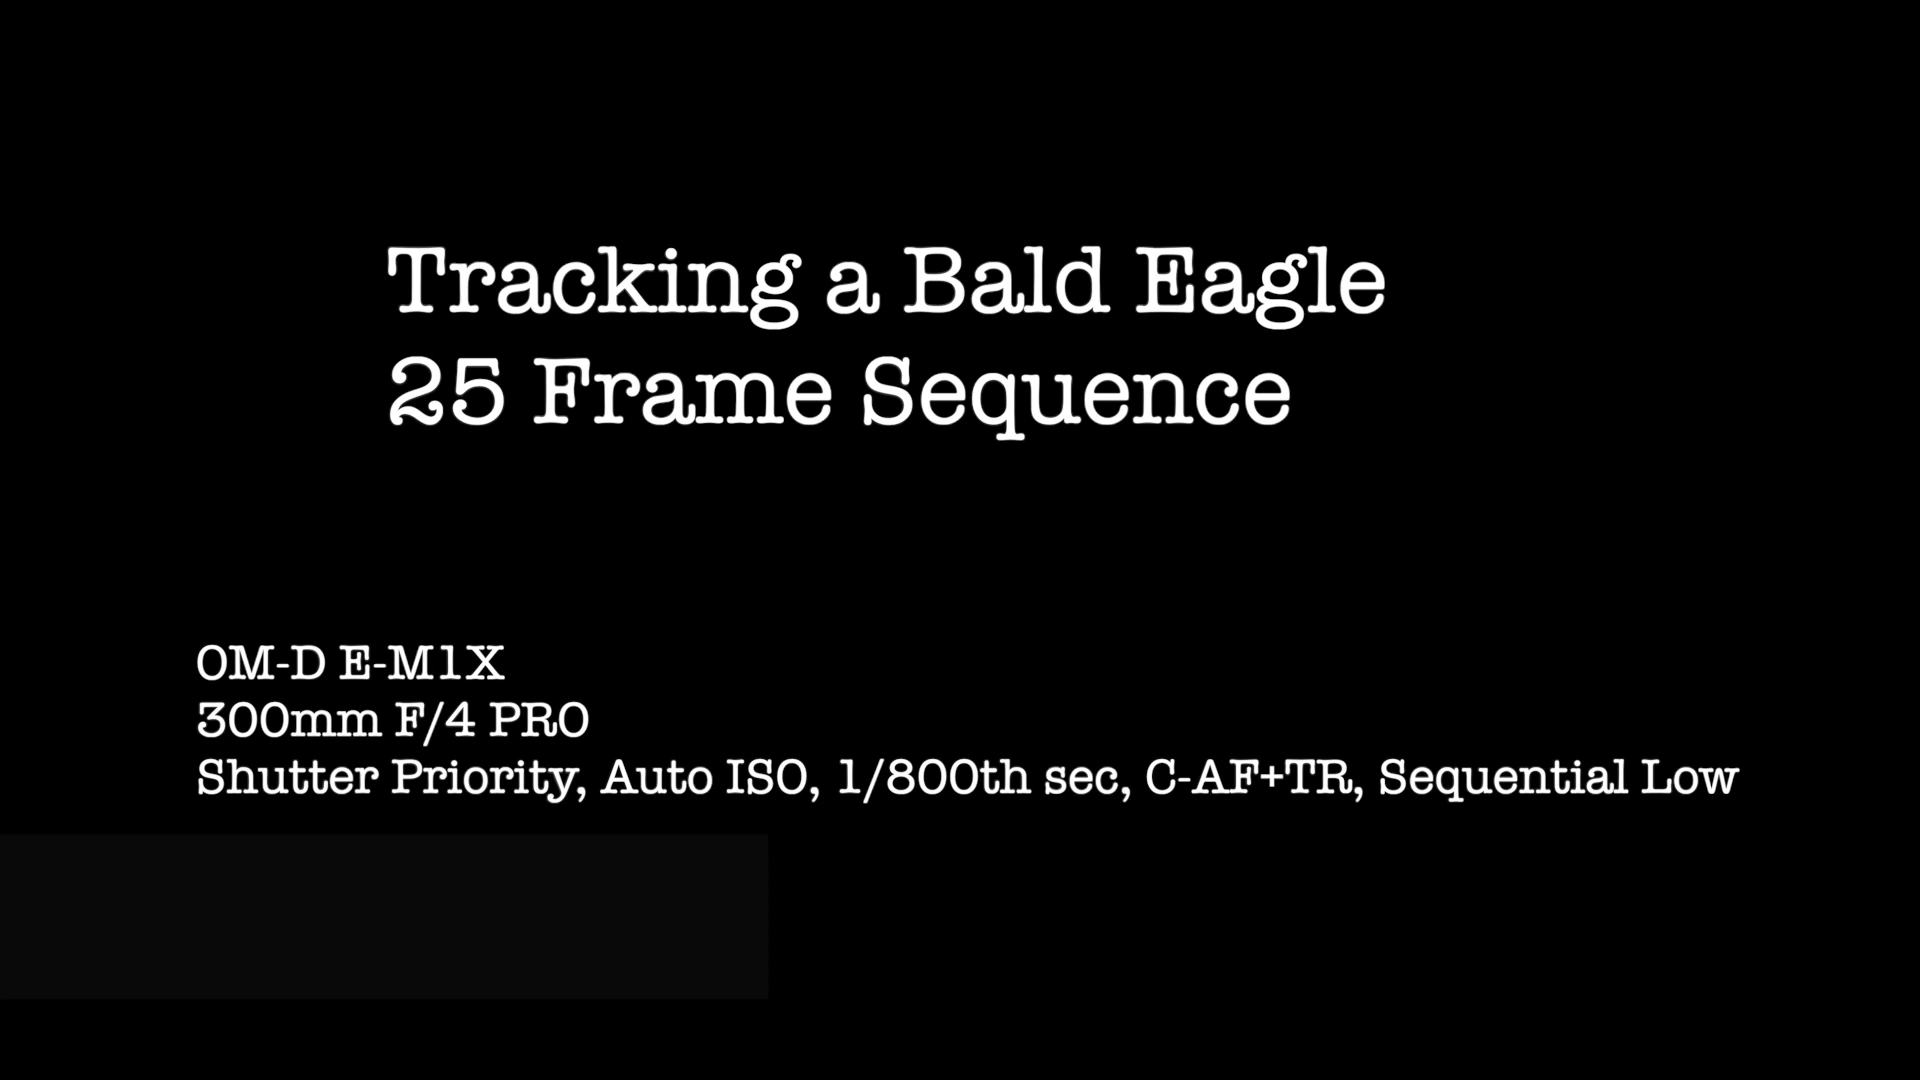 Tracking a Bald Eagle
25 Frame Sequence
OM-D E-M1X
300mm F/4 PRO
Shutter Priority, Auto ISO, 1/800th sec, C-AF+TR, Sequential Low